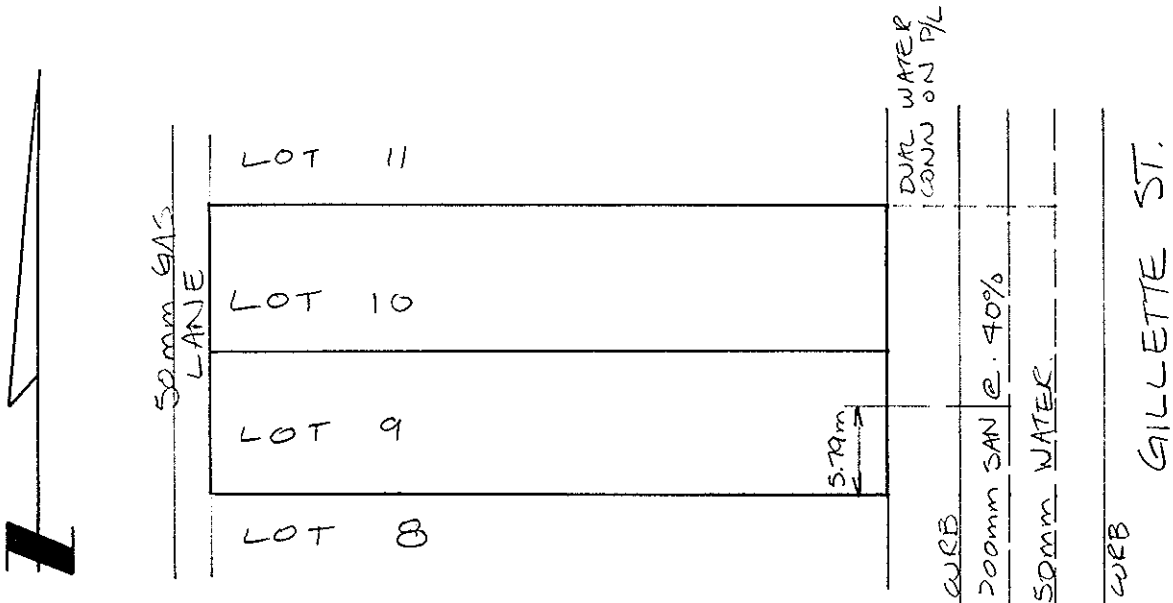 LOT 11
DUAL WATER
CONN ON P/L
50mm GAS
LANE
LOT 10
LOT 9
5.79m
LOT 8
CURB
200mm SAN @ .40%
50mm WATER
CURB
GILLETTE ST.